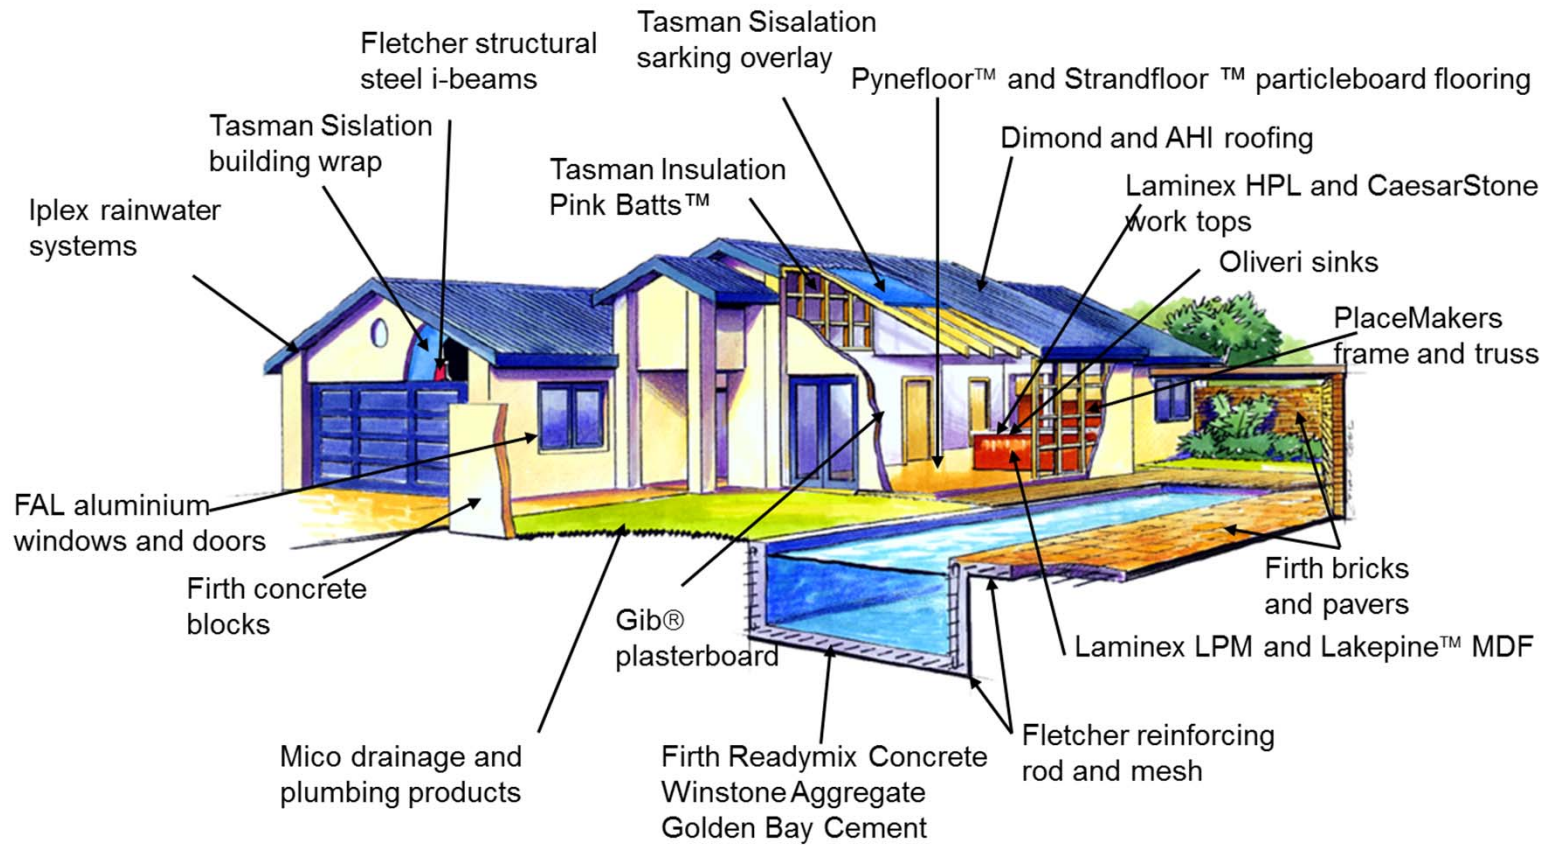 Tasman Sisalation
sarking overlay
Fletcher structural
steel i-beams
Pynefloor™ and Strandfloor ™ particleboard flooring
Tasman Sislation
building wrap
Dimond and AHI roofing
Tasman Insulation
Pink Batts™
Laminex HPL and CaesarStone
work tops
Iplex rainwater
systems
Oliveri sinks
PlaceMakers
frame and truss
FAL aluminium
windows and doors
Firth concrete
blocks
Gib®
plasterboard
Firth bricks
and pavers
Laminex LPM and Lakepine™ MDF
Mico drainage and
plumbing products
Firth Readymix Concrete
Winstone Aggregate
Golden Bay Cement
Fletcher reinforcing
rod and mesh